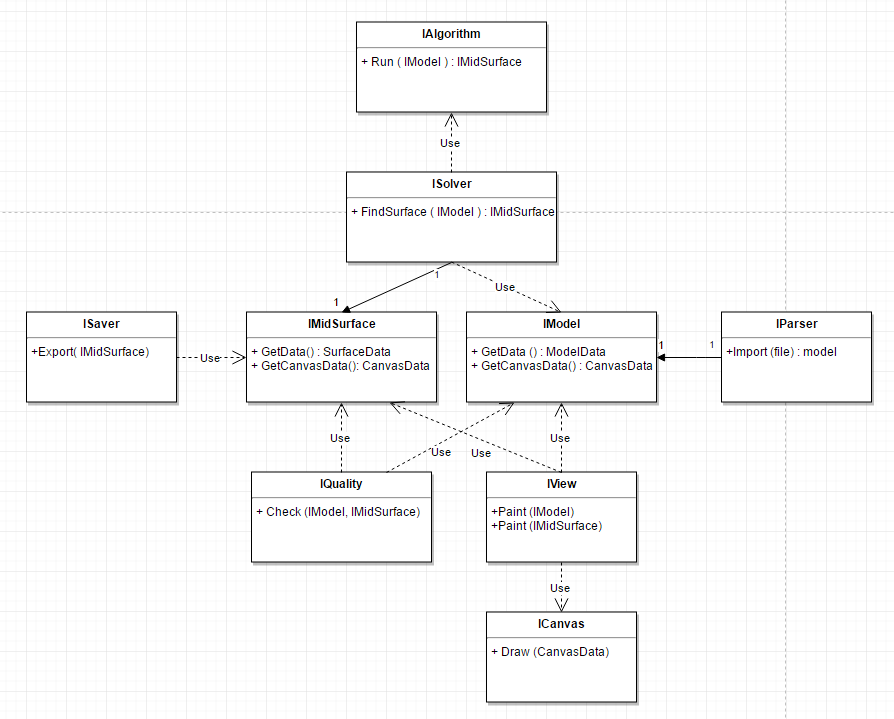 IAlgorithm
+ Run ( IModel ) : IMidSurface
Use
ISolver
+ FindSurface ( IModel ) : IMidSurface
1
Use
1
ISaver
+Export( IMidSurface)
Use
IMidSurface
+ GetData() : SurfaceData
+ GetCanvasData(): CanvasData
IModel
+ GetData () : ModelData
+ GetCanvasData() : CanvasData
1
1
IParser
+Import (file) : model
Use
Use
Use
Use
IQuality
+ Check (IModel, IMidSurface)
IView
+Paint (IModel)
+Paint (IMidSurface)
Use
ICanvas
+ Draw (CanvasData)